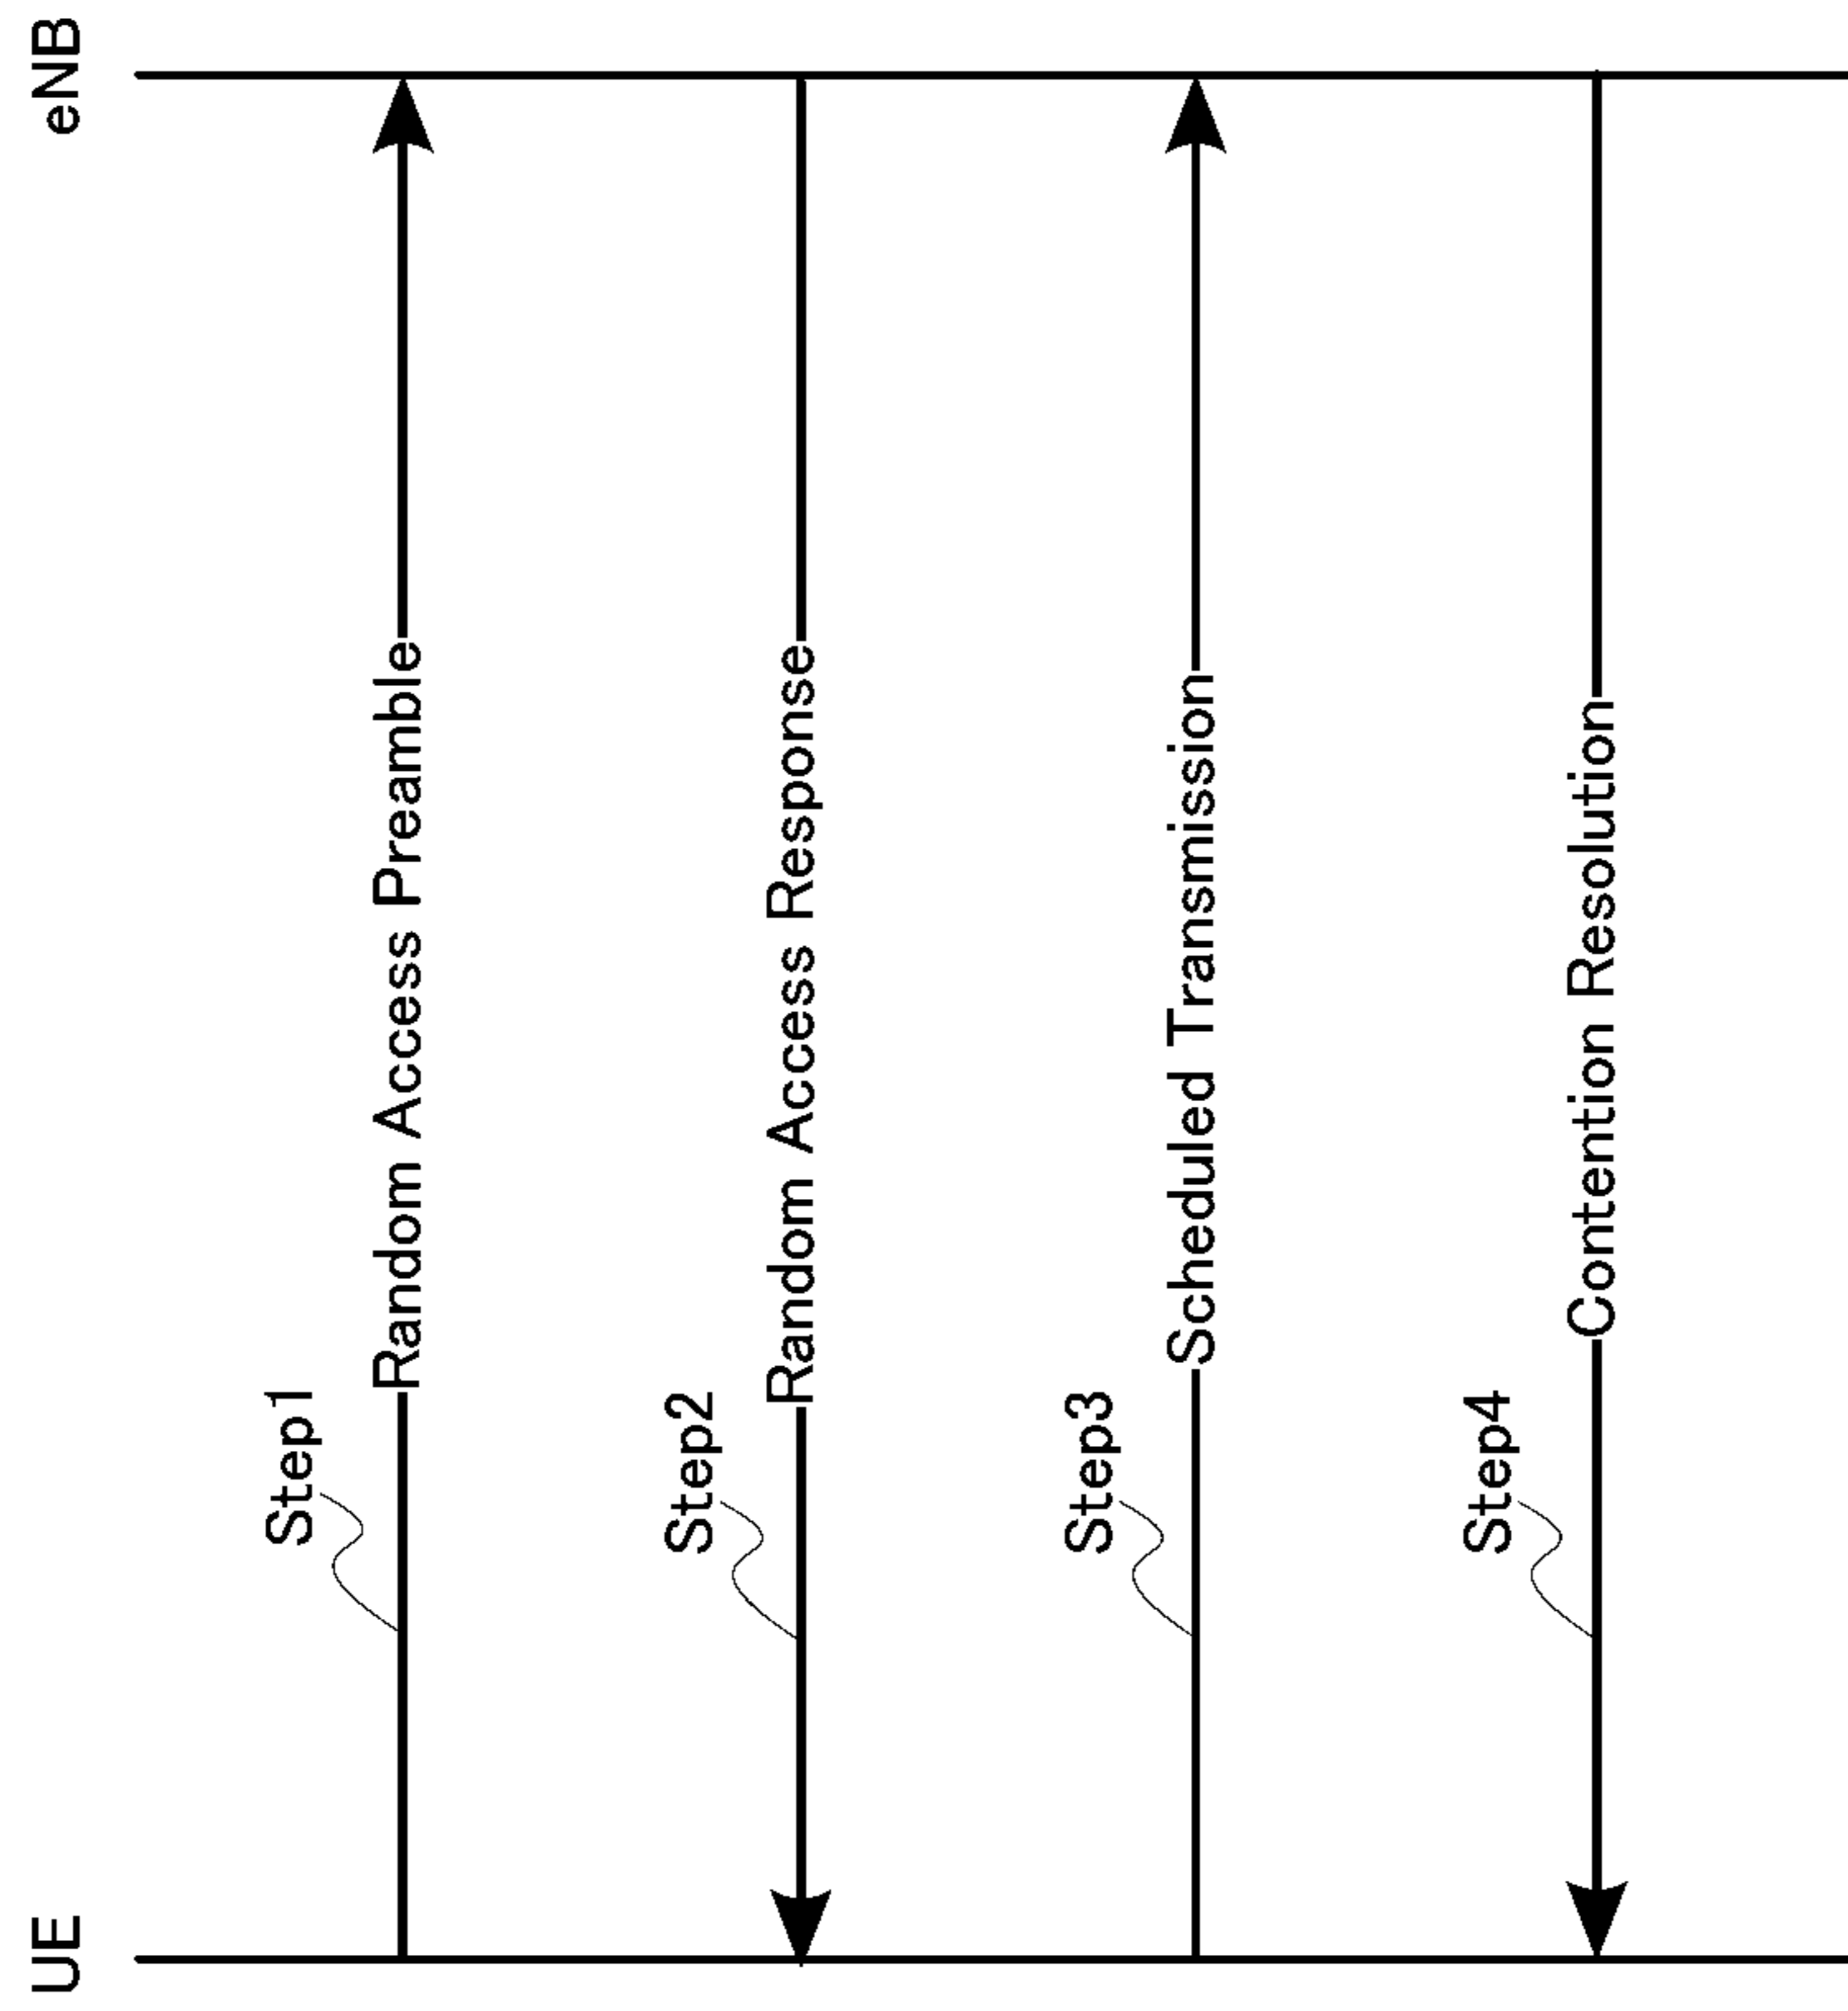 UE
eNB
Step1
Random Access Preamble
Step2
Random Access Response
Step3
Scheduled Transmission
Step4
Contention Resolution